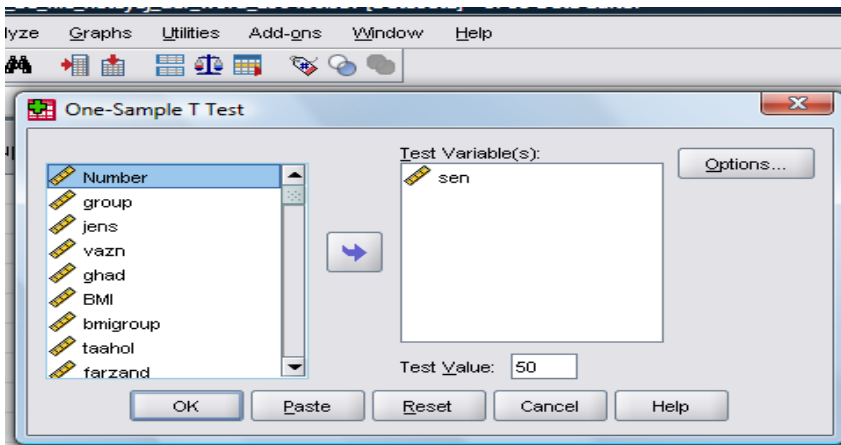 lyze Graphs Utilities Add-ons Window Help
One-Sample T Test
Test Variable(s):
Number
group
jens
vazn
ghad
BMI
bmigroup
taahol
farzand
sen
Options...
Test Value: 50
OK Paste Reset Cancel Help